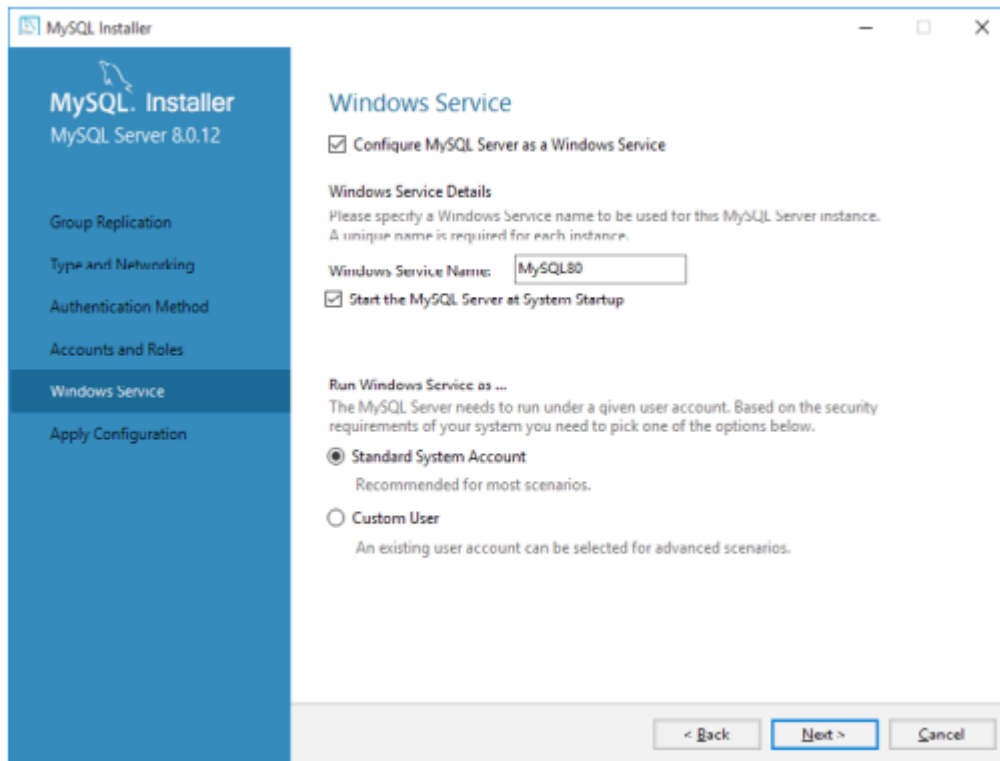 MySQL Installer
MySQL. Installer
MySQL Server 8.0.12
Group Replication
Type and Networking
Authentication Method
Accounts and Roles
Windows Service
Apply Configuration
Windows Service
Configure MySQL Server as a Windows Service
Windows Service Details
Please specify a Windows Service name to be used for this MySQL Server instance.
A unique name is required for each instance.
Windows Service Name: MySQL80
Start the MySQL Server at System Startup
Run Windows Service as ...
The MySQL Server needs to run under a given user account. Based on the security
requirements of your system you need to pick one of the options below.
Standard System Account
Recommended for most scenarios.
Custom User
An existing user account can be selected for advanced scenarios.
< Back Next > Cancel